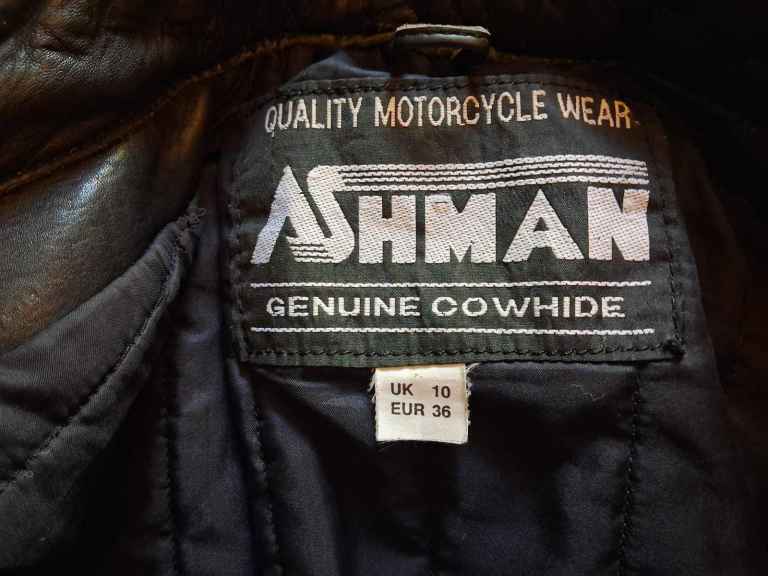 QUALITY MOTORCYCLE WEAR
ASHMAN
GENUINE COWHIDE
UK 10
EUR 36